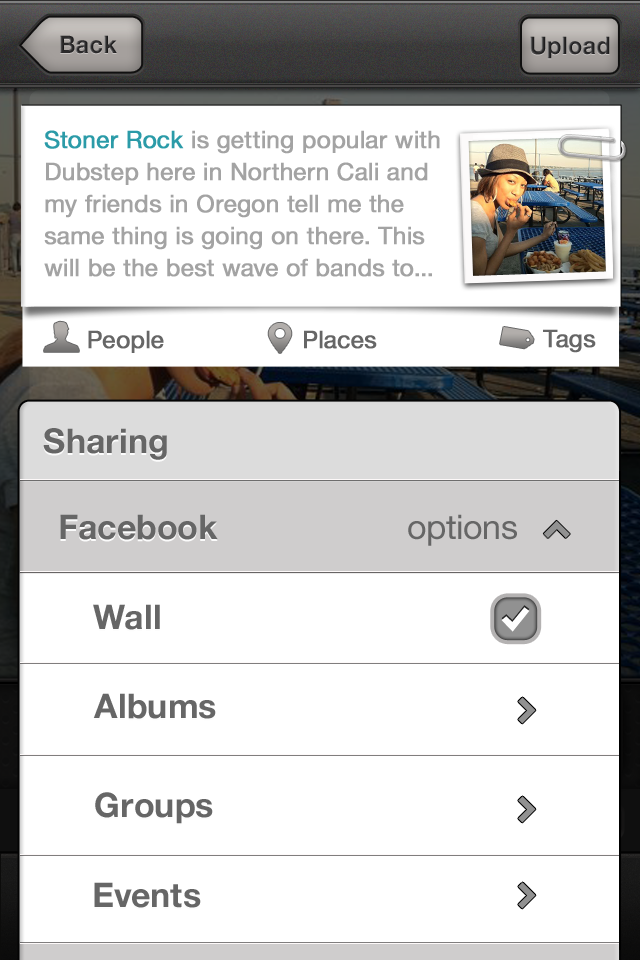 Back
Upload
Stoner Rock is getting popular with
Dubstep here in Northern Cali and
my friends in Oregon tell me the
same thing is going on there. This
will be the best wave of bands to...
People
Places
Tags
Sharing
Facebook
options
Wall
Albums
Groups
Events